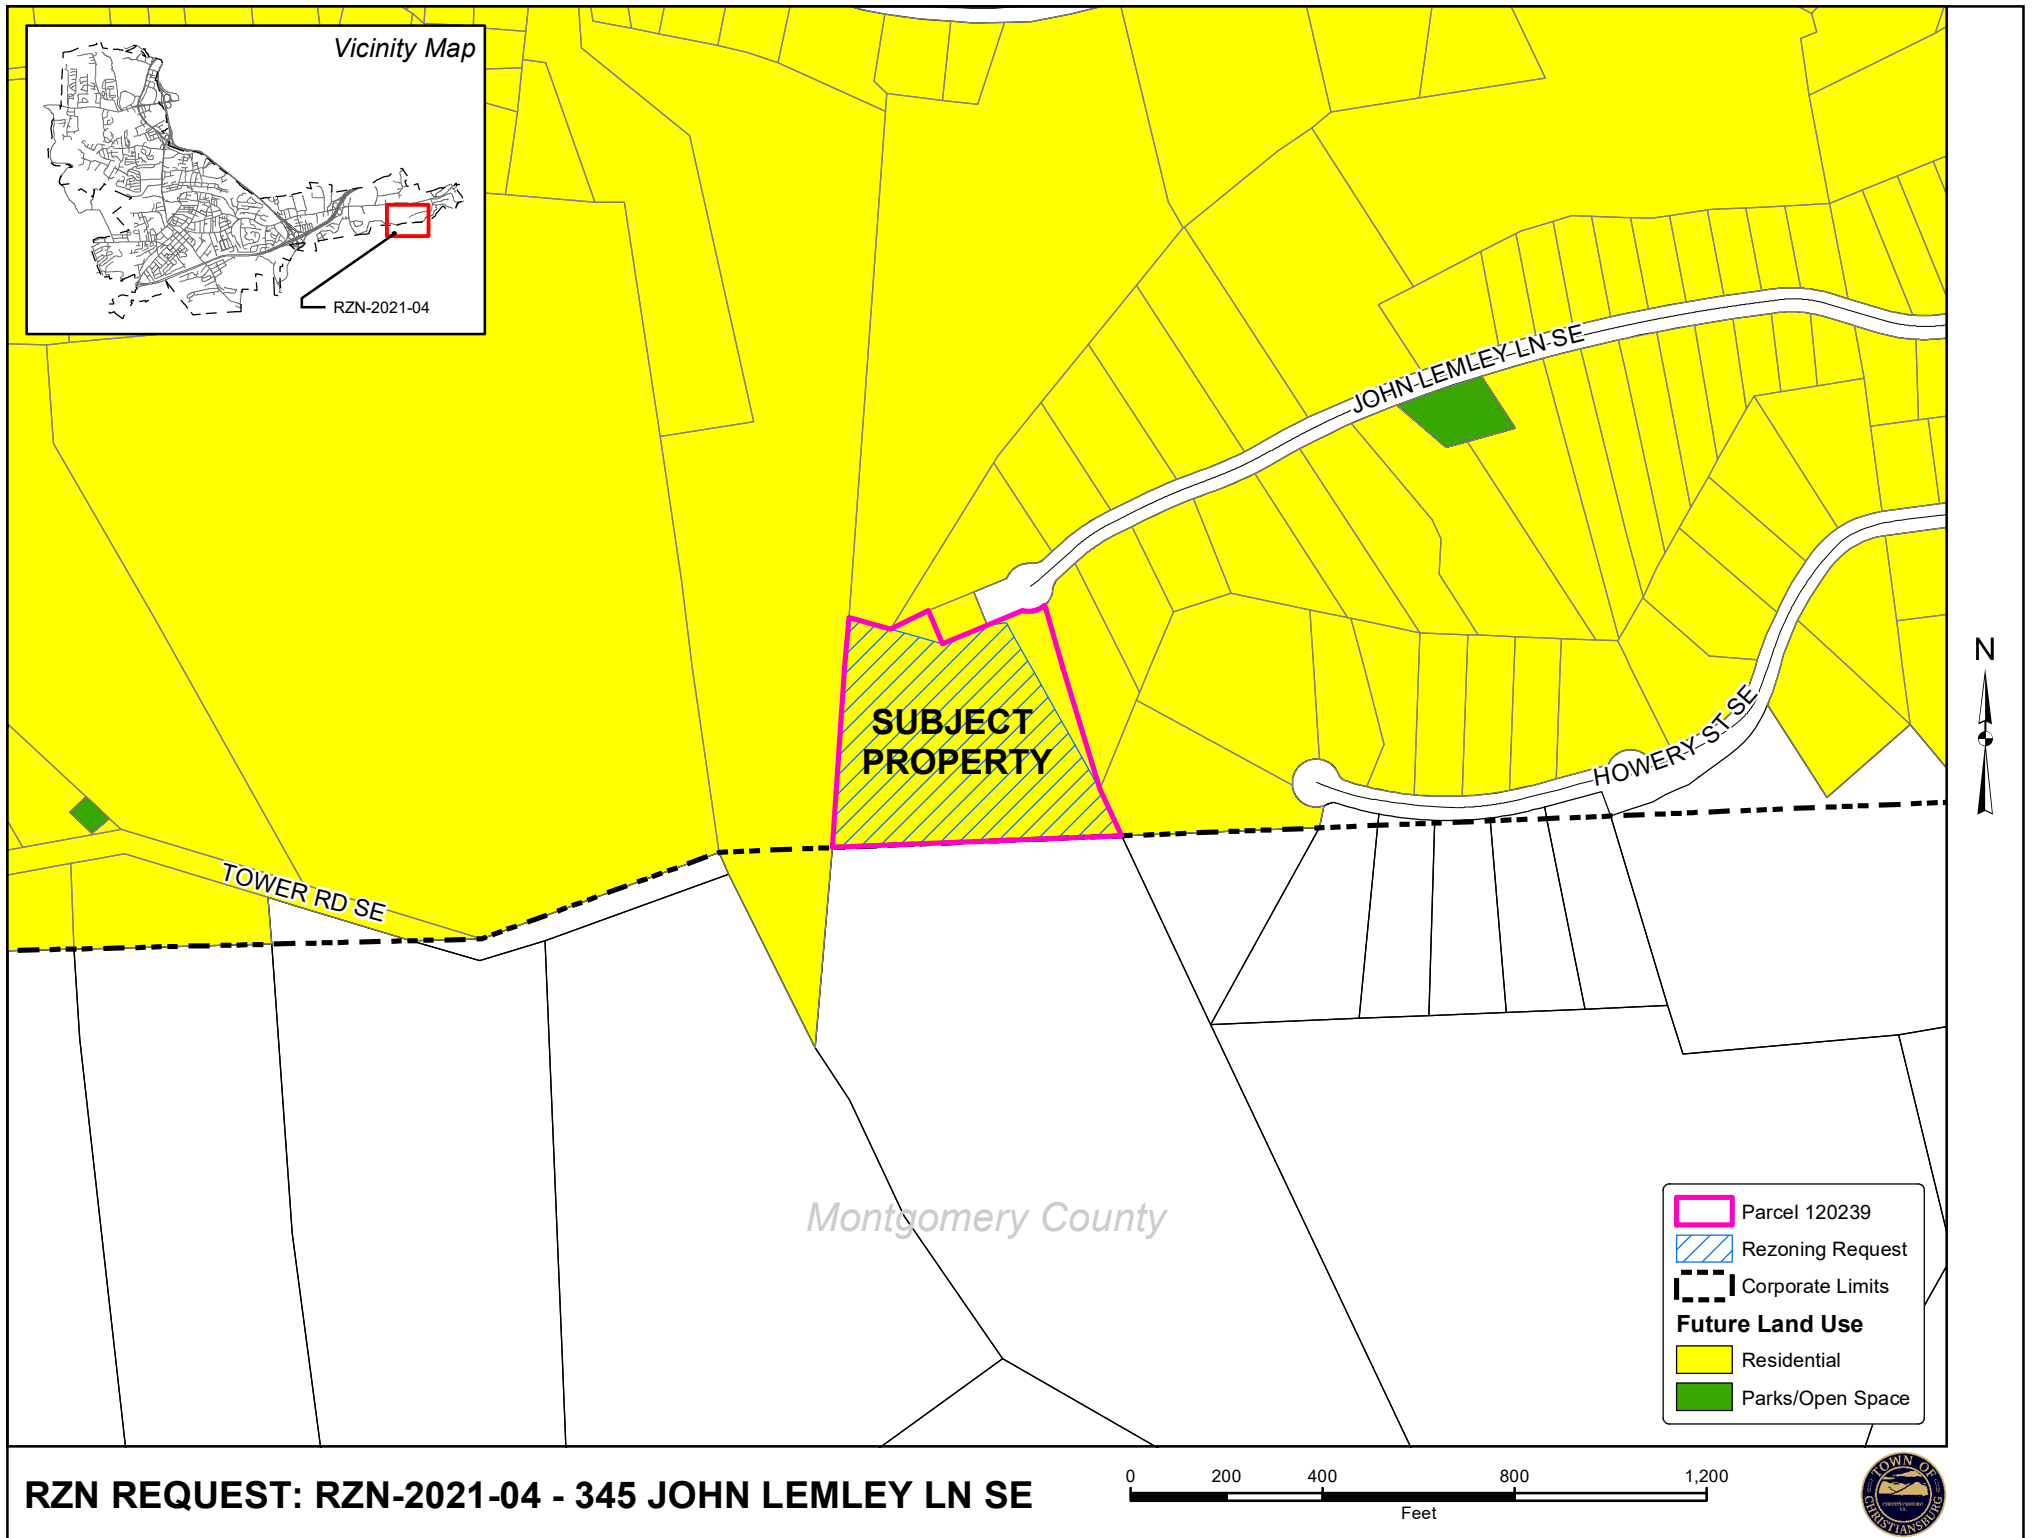 Vicinity Map
RZN-2021-04
JOHN LEMLEY LN SE
SUBJECT
PROPERTY
HOWERY ST SE
TOWER RD SE
N
Montgomery County
Parcel 120239
Rezoning Request
Corporate Limits
Future Land Use
Residential
Parks/Open Space
RZN REQUEST: RZN-2021-04 - 345 JOHN LEMLEY LN SE
0 200 400 800 1,200
Feet
TOWN OF
CHRISTIANSBURG